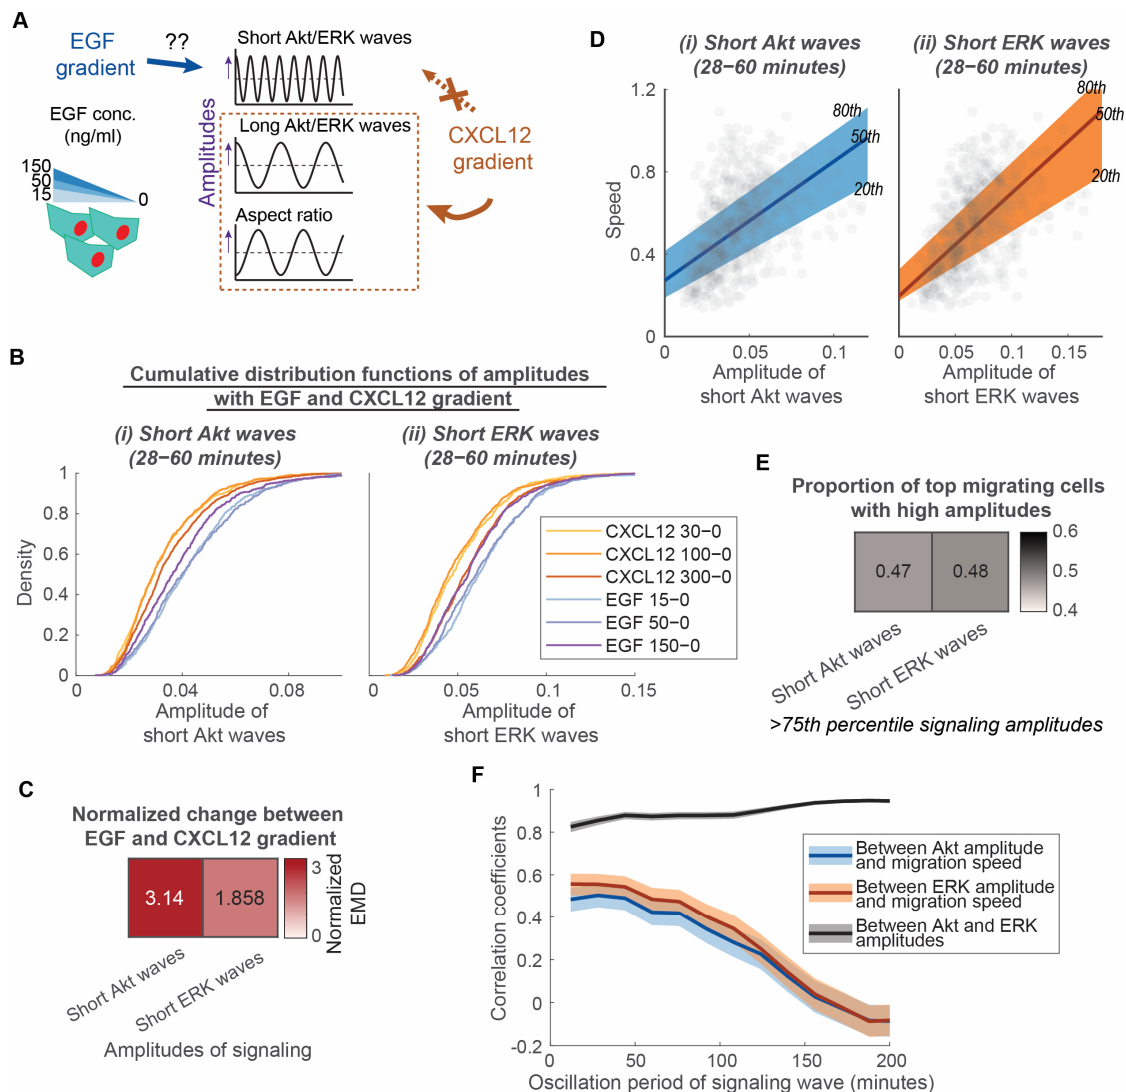 A
EGF
gradient
??
EGF conc.
(ng/ml)
150
50
15
0
Amplitudes
Short Akt/ERK waves
Long Akt/ERK waves
Aspect ratio
CXCL12
gradient
B
Cumulative distribution functions of amplitudes
with EGF and CXCL12 gradient
(i) Short Akt waves
(28−60 minutes)
Density
1
0.8
0.6
0.4
0.2
0
0
0.04
0.08
Amplitude of
short Akt waves
(ii) Short ERK waves
(28−60 minutes)
0
0.05
0.1
0.15
Amplitude of
short ERK waves
CXCL12 30−0
CXCL12 100−0
CXCL12 300−0
EGF 15−0
EGF 50−0
EGF 150−0
C
Normalized change between
EGF and CXCL12 gradient
3.14
1.858
3
0
Normalized
EMD
Short Akt waves
Short ERK waves
Amplitudes of signaling
D
(i) Short Akt waves
(28−60 minutes)
Speed
1.2
0.8
0.4
0
80th
50th
20th
0
0.05
0.1
Amplitude of
short Akt waves
(ii) Short ERK waves
(28−60 minutes)
80th
50th
20th
0
0.05
0.1
0.15
Amplitude of
short ERK waves
E
Proportion of top migrating cells
with high amplitudes
0.47
0.48
0.6
0.5
0.4
Short Akt waves
Short ERK waves
>75th percentile signaling amplitudes
F
Correlation coefficients
1
0.8
0.6
0.4
0.2
0
-0.2
0
50
100
150
200
Oscillation period of signaling wave (minutes)
Between Akt amplitude
and migration speed
Between ERK amplitude
and migration speed
Between Akt and ERK
amplitudes